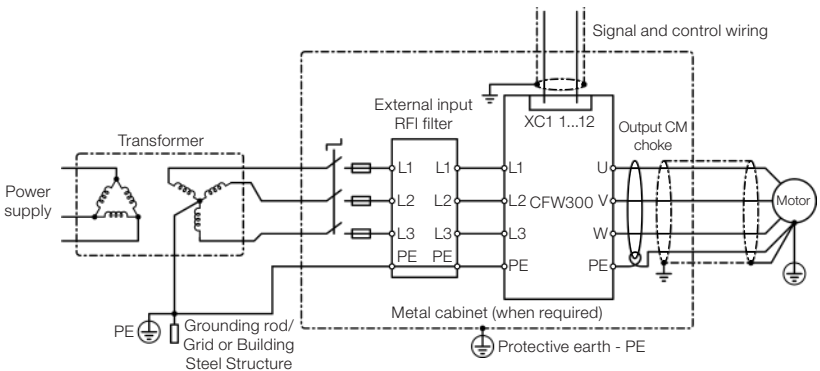 Signal and control wiring
External input
RFI filter
XC1 1...12
Output CM
choke
Transformer
Power
supply
L1 L1 L1 U
L2 L2 L2 CFW300 V
L3 L3 L3 W
PE PE PE PE
Motor
Metal cabinet (when required)
PE
Grounding rod/
Grid or Building
Steel Structure
Protective earth - PE